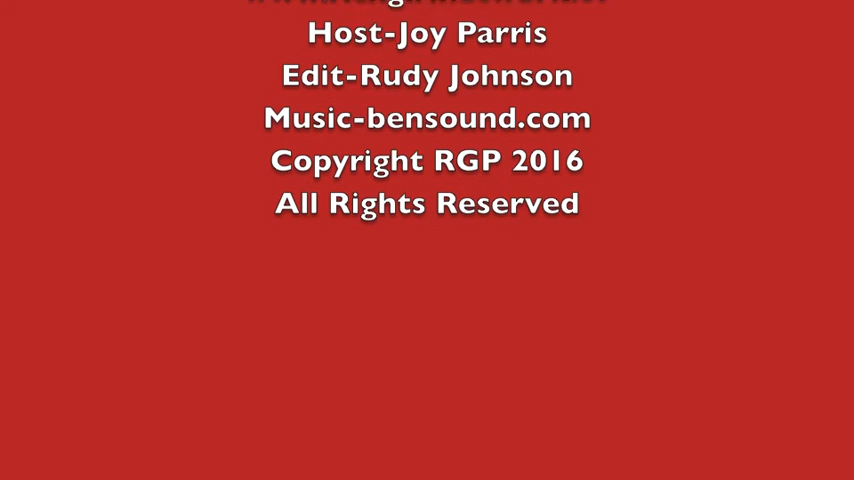 Host-Joy Parris
Edit-Rudy Johnson
Music-bensound.com
Copyright RGP 2016
All Rights Reserved